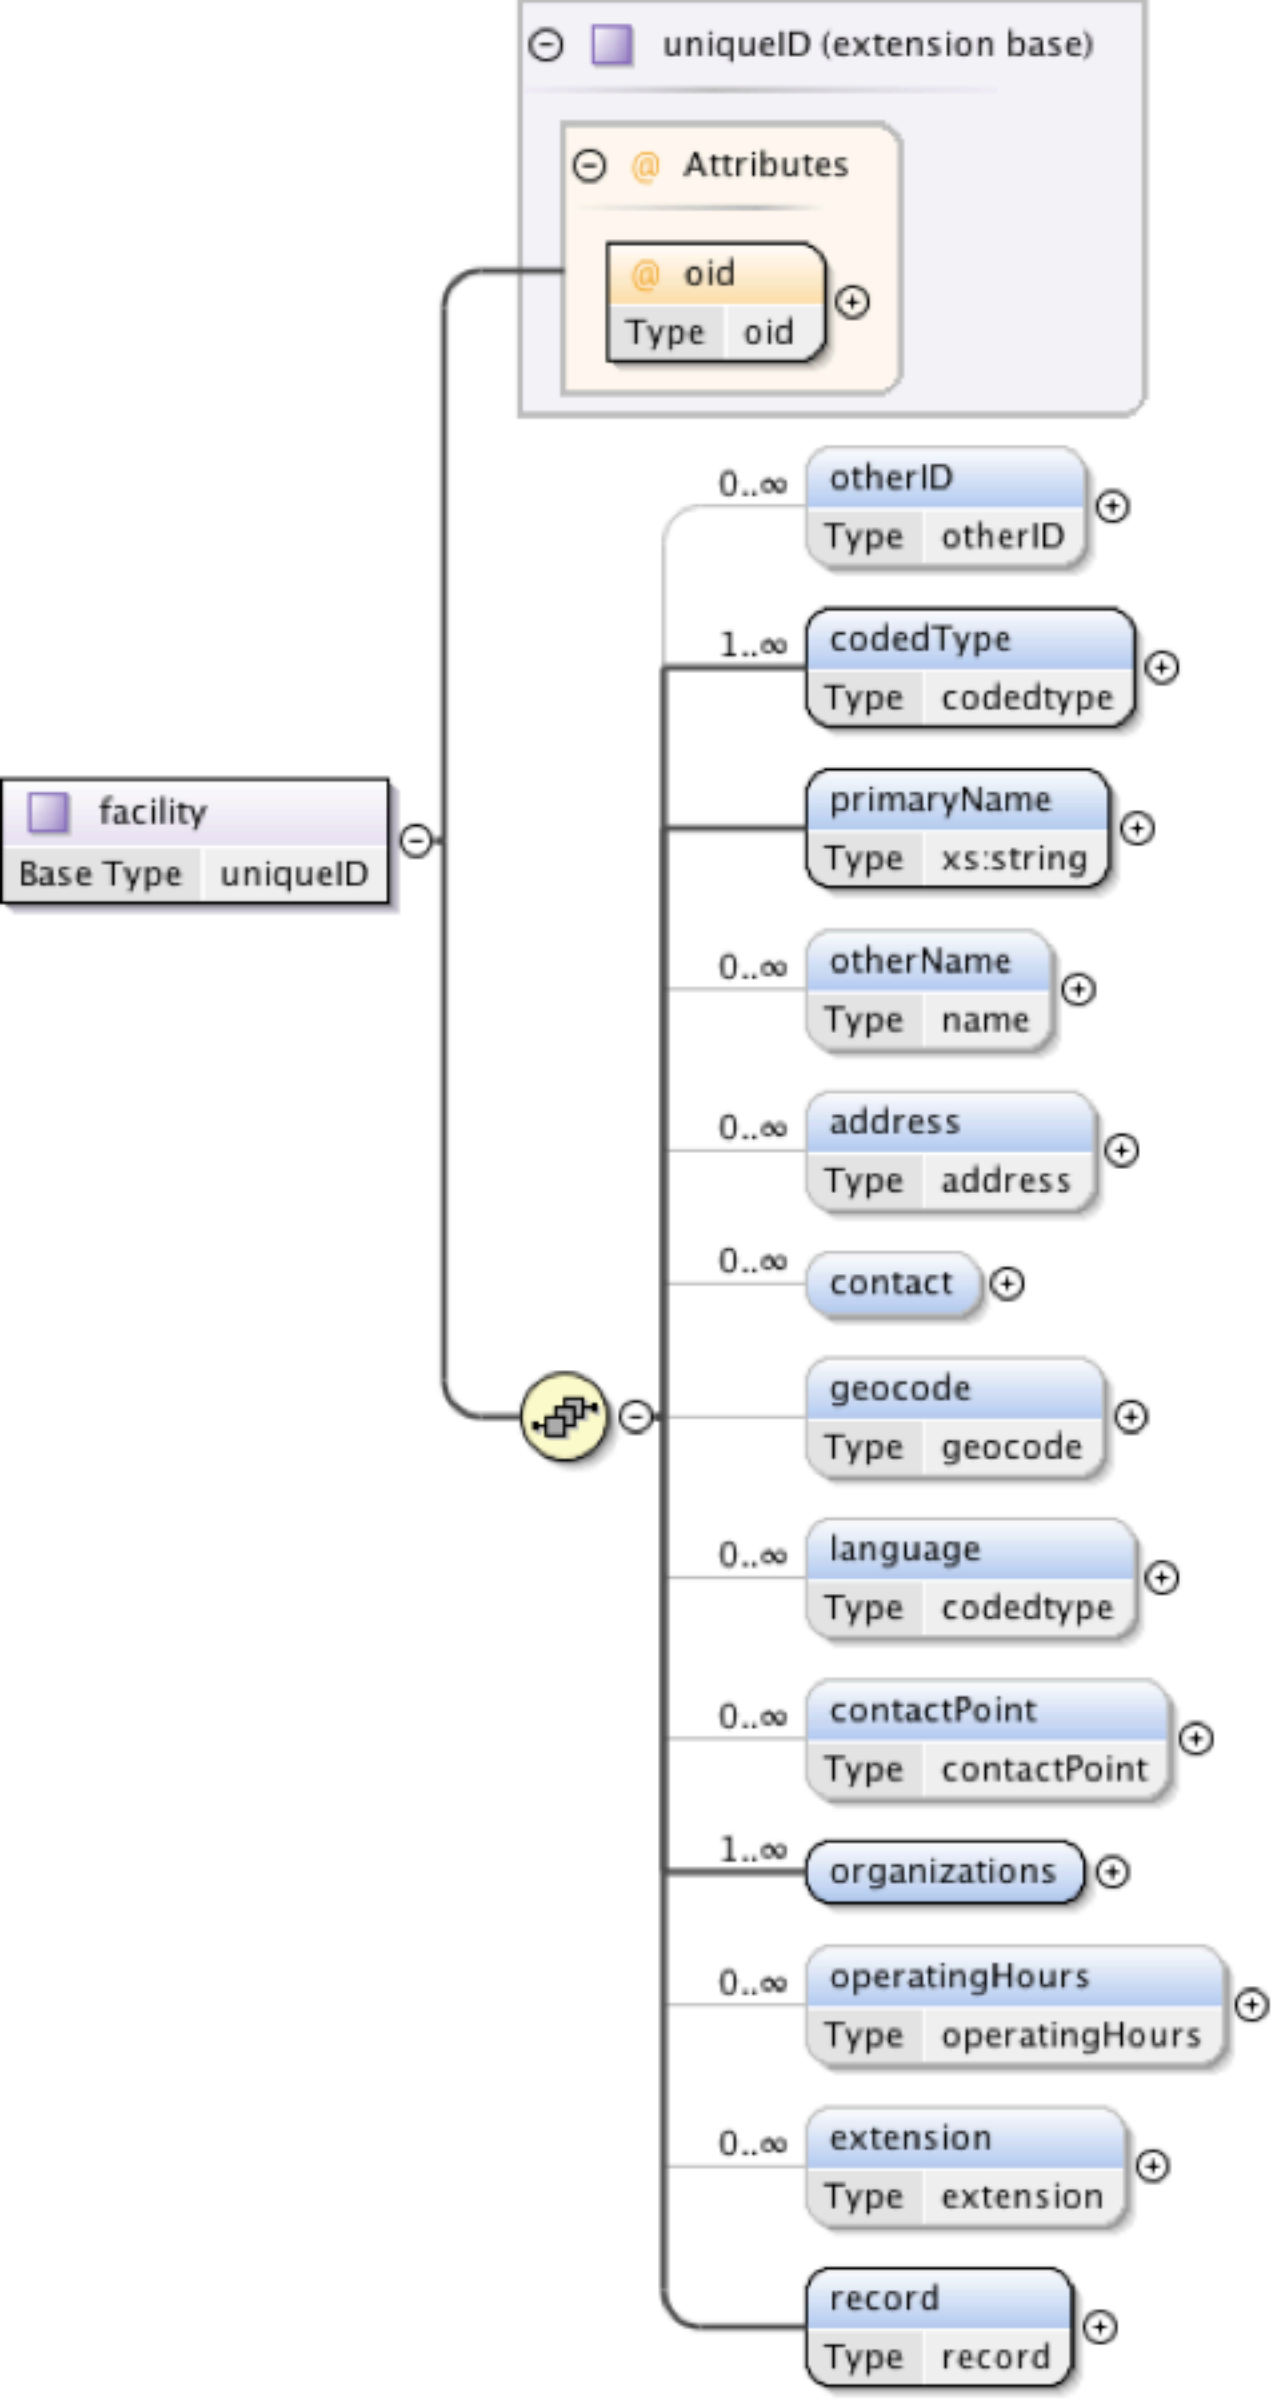 uniqueID (extension base)
@ Attributes
@ oid
Type oid
0..∞ otherID
Type otherID
1..∞ codedType
Type codedtype
primaryName
Type xs:string
facility
Base Type uniqueID
0..∞ otherName
Type name
0..∞ address
Type address
0..∞ contact
geocode
Type geocode
0..∞ language
Type codedtype
0..∞ contactPoint
Type contactPoint
1..∞ organizations
0..∞ operatingHours
Type operatingHours
0..∞ extension
Type extension
record
Type record